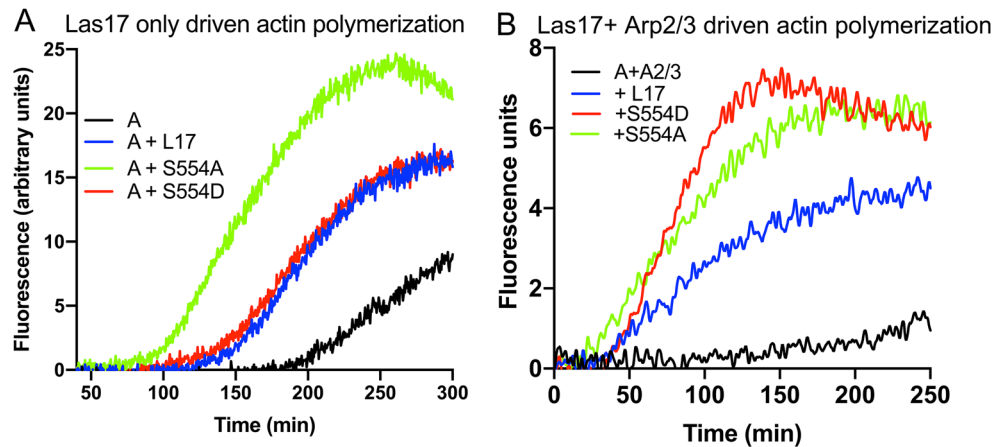 A Las17 only driven actin polymerization
Fluorescence (arbitrary units)
25
20
15
10
5
0
A
A + L17
A + S554A
A + S554D
50 100 150 200 250 300
Time (min)
B Las17+ Arp2/3 driven actin polymerization
Fluorescence units
8
6
4
2
0
A+A2/3
+ L17
+S554D
+S554A
0 50 100 150 200 250
Time (min)